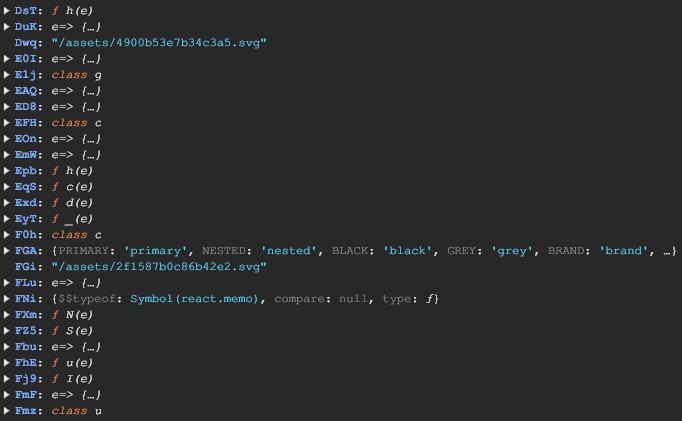 DsT: ƒ h(e)
DuK: e=> {…}
Dwq: "/assets/4900b53e7b34c3a5.svg"
E0I: e=> {…}
E1j: class g
EAQ: e=> {…}
ED8: e=> {…}
EFH: class c
EOn: e=> {…}
EmW: e=> {…}
Epb: ƒ h(e)
EqS: ƒ c(e)
Exd: ƒ d(e)
EyT: ƒ _(e)
F0h: class c
FGA: {PRIMARY: 'primary', NESTED: 'nested', BLACK: 'black', GREY: 'grey', BRAND: 'brand', …}
FGi: "/assets/2f1587b0c86b42e2.svg"
FLu: e=> {…}
FNi: {$$typeof: Symbol(react.memo), compare: null, type: ƒ}
FXm: ƒ N(e)
FZ5: ƒ S(e)
Fbu: e=> {…}
FhE: ƒ u(e)
Fj9: ƒ I(e)
FmF: e=> {…}
Fmz: class u